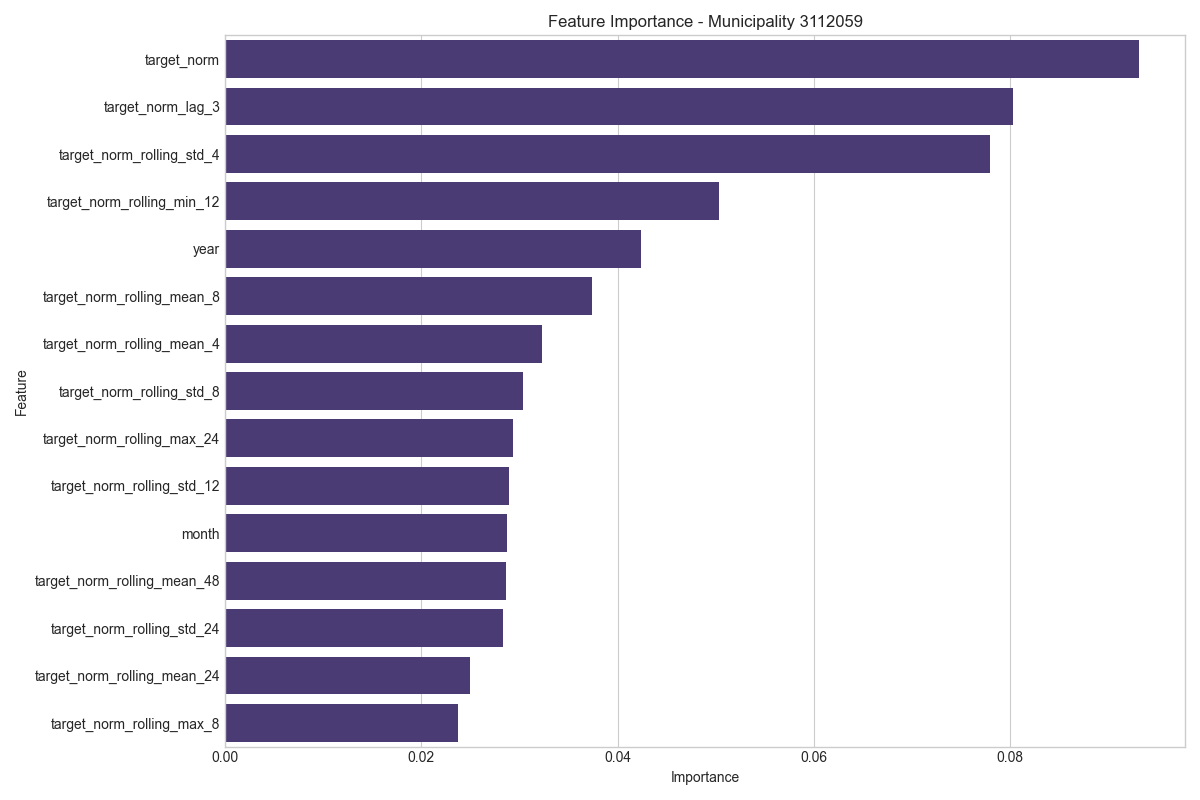 Feature Importance - Municipality 3112059
Feature
target_norm
target_norm_lag_3
target_norm_rolling_std_4
target_norm_rolling_min_12
year
target_norm_rolling_mean_8
target_norm_rolling_mean_4
target_norm_rolling_std_8
target_norm_rolling_max_24
target_norm_rolling_std_12
month
target_norm_rolling_mean_48
target_norm_rolling_std_24
target_norm_rolling_mean_24
target_norm_rolling_max_8
0.00 0.02 0.04 0.06 0.08
Importance